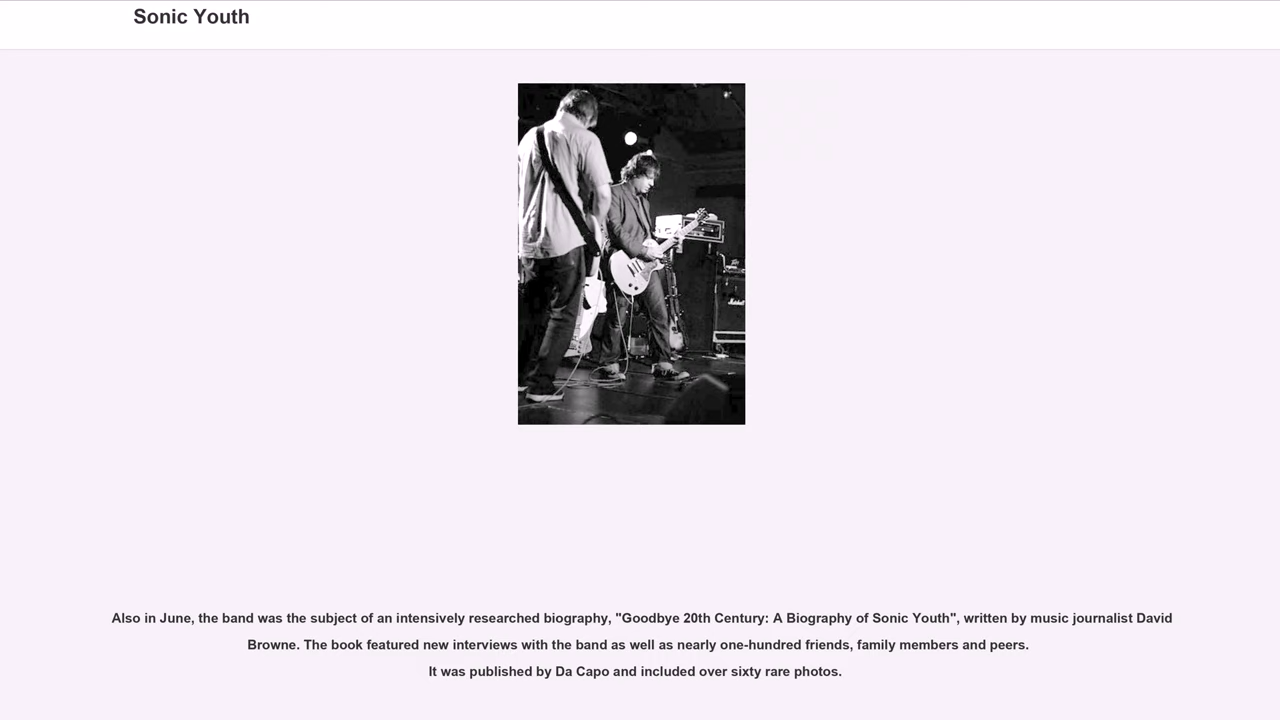 Sonic Youth
Also in June, the band was the subject of an intensively researched biography, "Goodbye 20th Century: A Biography of Sonic Youth", written by music journalist David
Browne. The book featured new interviews with the band as well as nearly one-hundred friends, family members and peers.
It was published by Da Capo and included over sixty rare photos.